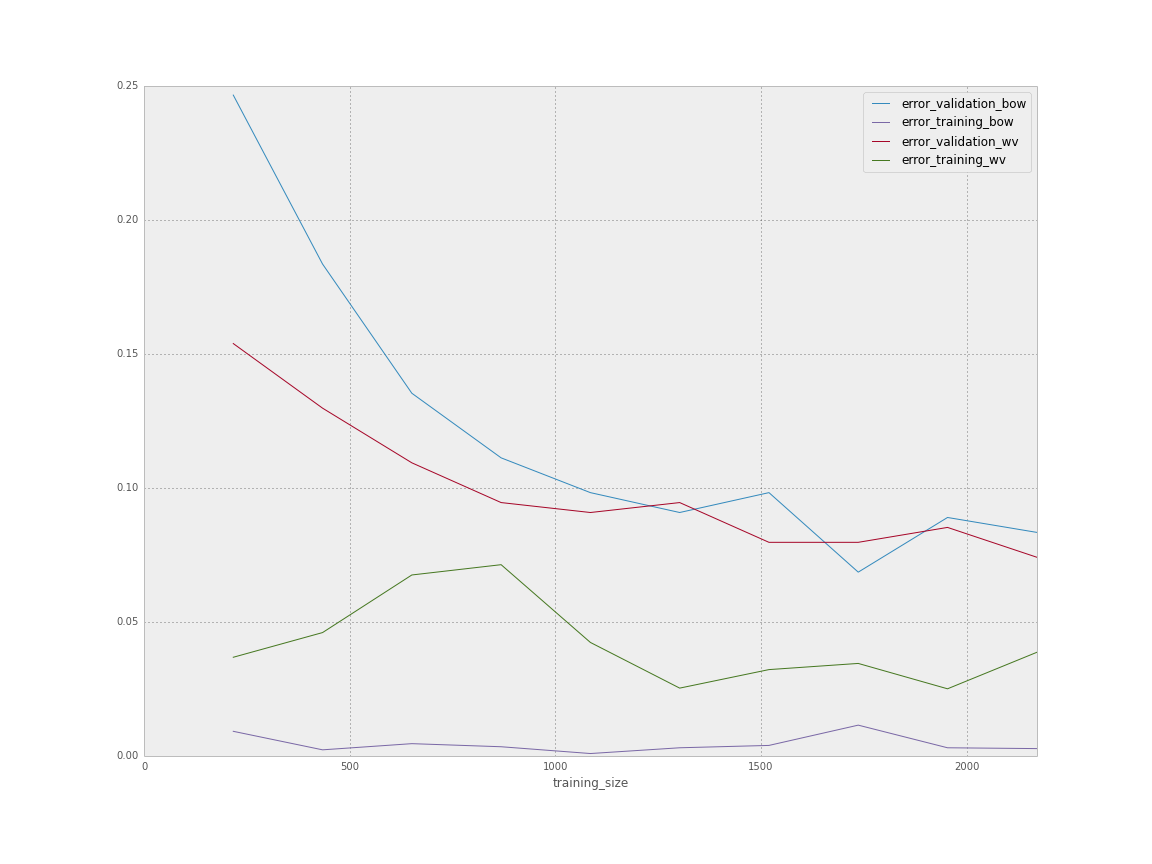 0.25
error_validation_bow
error_training_bow
error_validation_wv
error_training_wv
0.20
0.15
0.10
0.05
0.00
0 500 1000 1500 2000
training_size